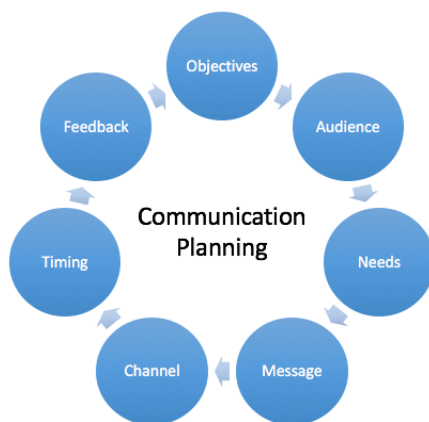 Objectives
Audience
Needs
Message
Channel
Timing
Feedback
Communication
Planning